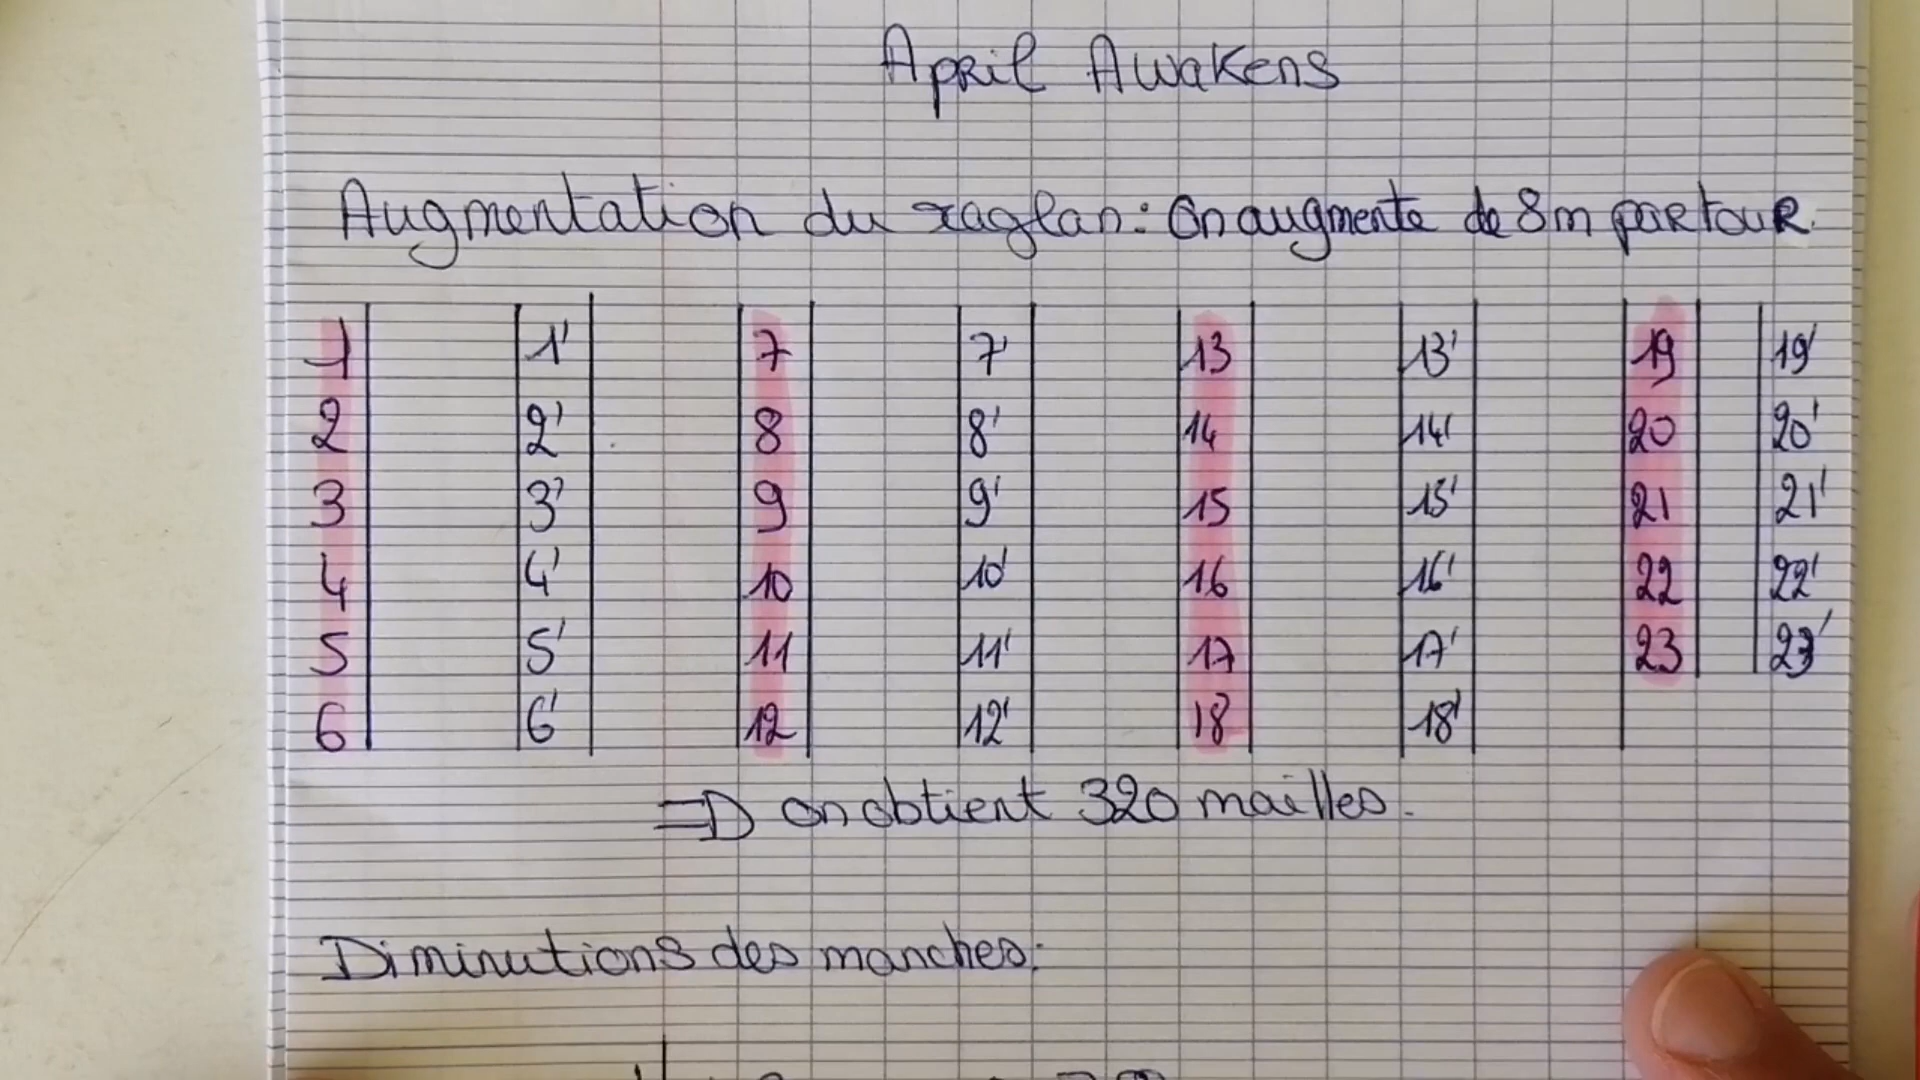 April Awakens
Augmentation du raglan: On augmente de 8m par tour.
1 1' 7 7' 13 13' 19 19'
2 2' 8 8' 14 14' 20 20'
3 3' 9 9' 15 15' 21 21'
4 4' 10 10' 16 16' 22 22'
5 5' 11 11' 17 17' 23 23'
6 6' 12 12' 18 18'
=D on obtient 320 mailles.
Diminutions des manches: